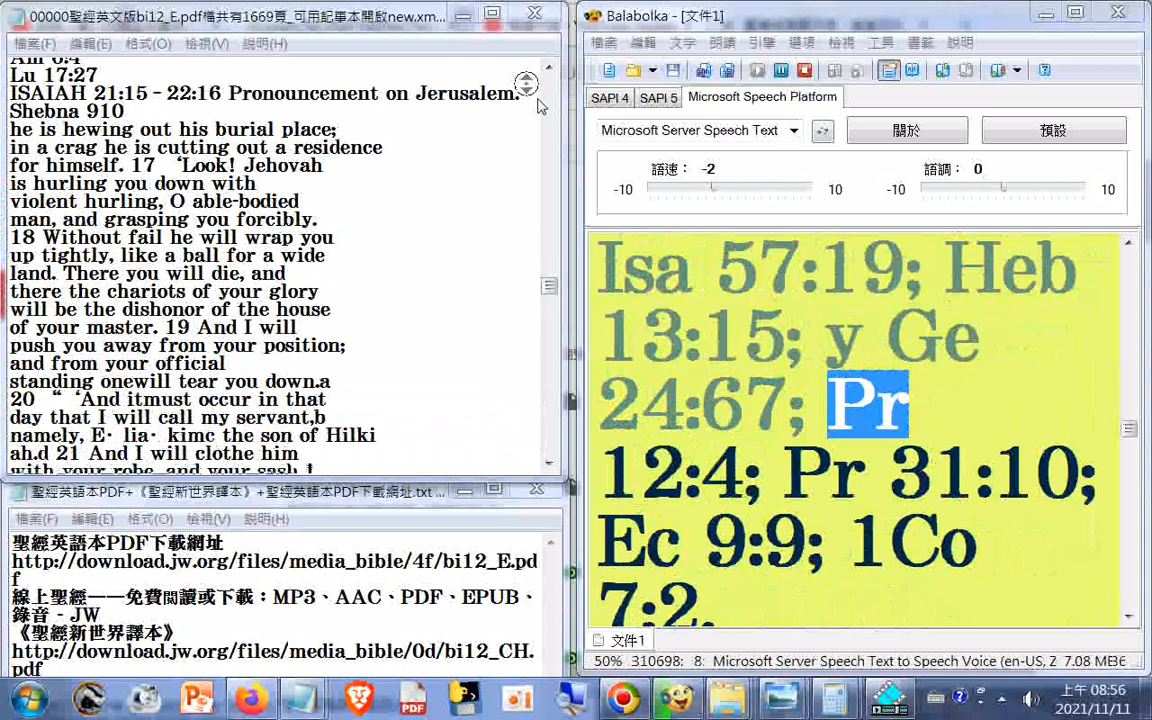 00000聖經英文版bi12_E.pdf檔共有1669頁_可用記事本開啟new.xm...
檔案(F) 編輯(E) 格式(O) 檢視(V) 說明(H)
Am 6:4
Lu 17:27
ISAIAH 21:15–22:16 Pronouncement on Jerusalem.
Shebna 910
he is hewing out his burial place;
in a crag he is cutting out a residence
for himself. 17 ‘Look! Jehovah
is hurling you down with
violent hurling, O able-bodied
man, and grasping you forcibly.
18 Without fail he will wrap you
up tightly, like a ball for a wide
land. There you will die, and
there the chariots of your glory
will be the dishonor of the house
of your master. 19 And I will
push you away from your position;
and from your official
standing onewill tear you down.a
20 “ ‘And itmust occur in that
day that I will call my servant,b
namely, E· lia· kimc the son of Hilki
ah.d 21 And I will clothe him
with your robe, and your sash I
聖經英語本PDF+《聖經新世界譯本》+聖經英語本PDF下載網址.txt ...
檔案(F) 編輯(E) 格式(O) 檢視(V) 說明(H)
聖經英語本PDF下載網址
http://download.jw.org/files/media_bible/4f/bi12_E.pd
f
線上聖經——免費閱讀或下載：MP3、AAC、PDF、EPUB、
錄音 - JW
《聖經新世界譯本》
http://download.jw.org/files/media_bible/0d/bi12_CH.
pdf
Balabolka - [文件1]
檔案 編輯 文字 朗讀 引擎 選項 檢視 工具 書籤 說明
SAPI 4 SAPI 5 Microsoft Speech Platform
Microsoft Server Speech Text 關於 預設
語速： -2 語調： 0
-10 10 -10 10
Isa 57:19; Heb
13:15; y Ge
24:67; Pr
12:4; Pr 31:10;
Ec 9:9; 1Co
7:2.
文件1
50% 310698: 8: Microsoft Server Speech Text to Speech Voice (en-US, Z 7.08 MB
上午 08:56
2021/11/11